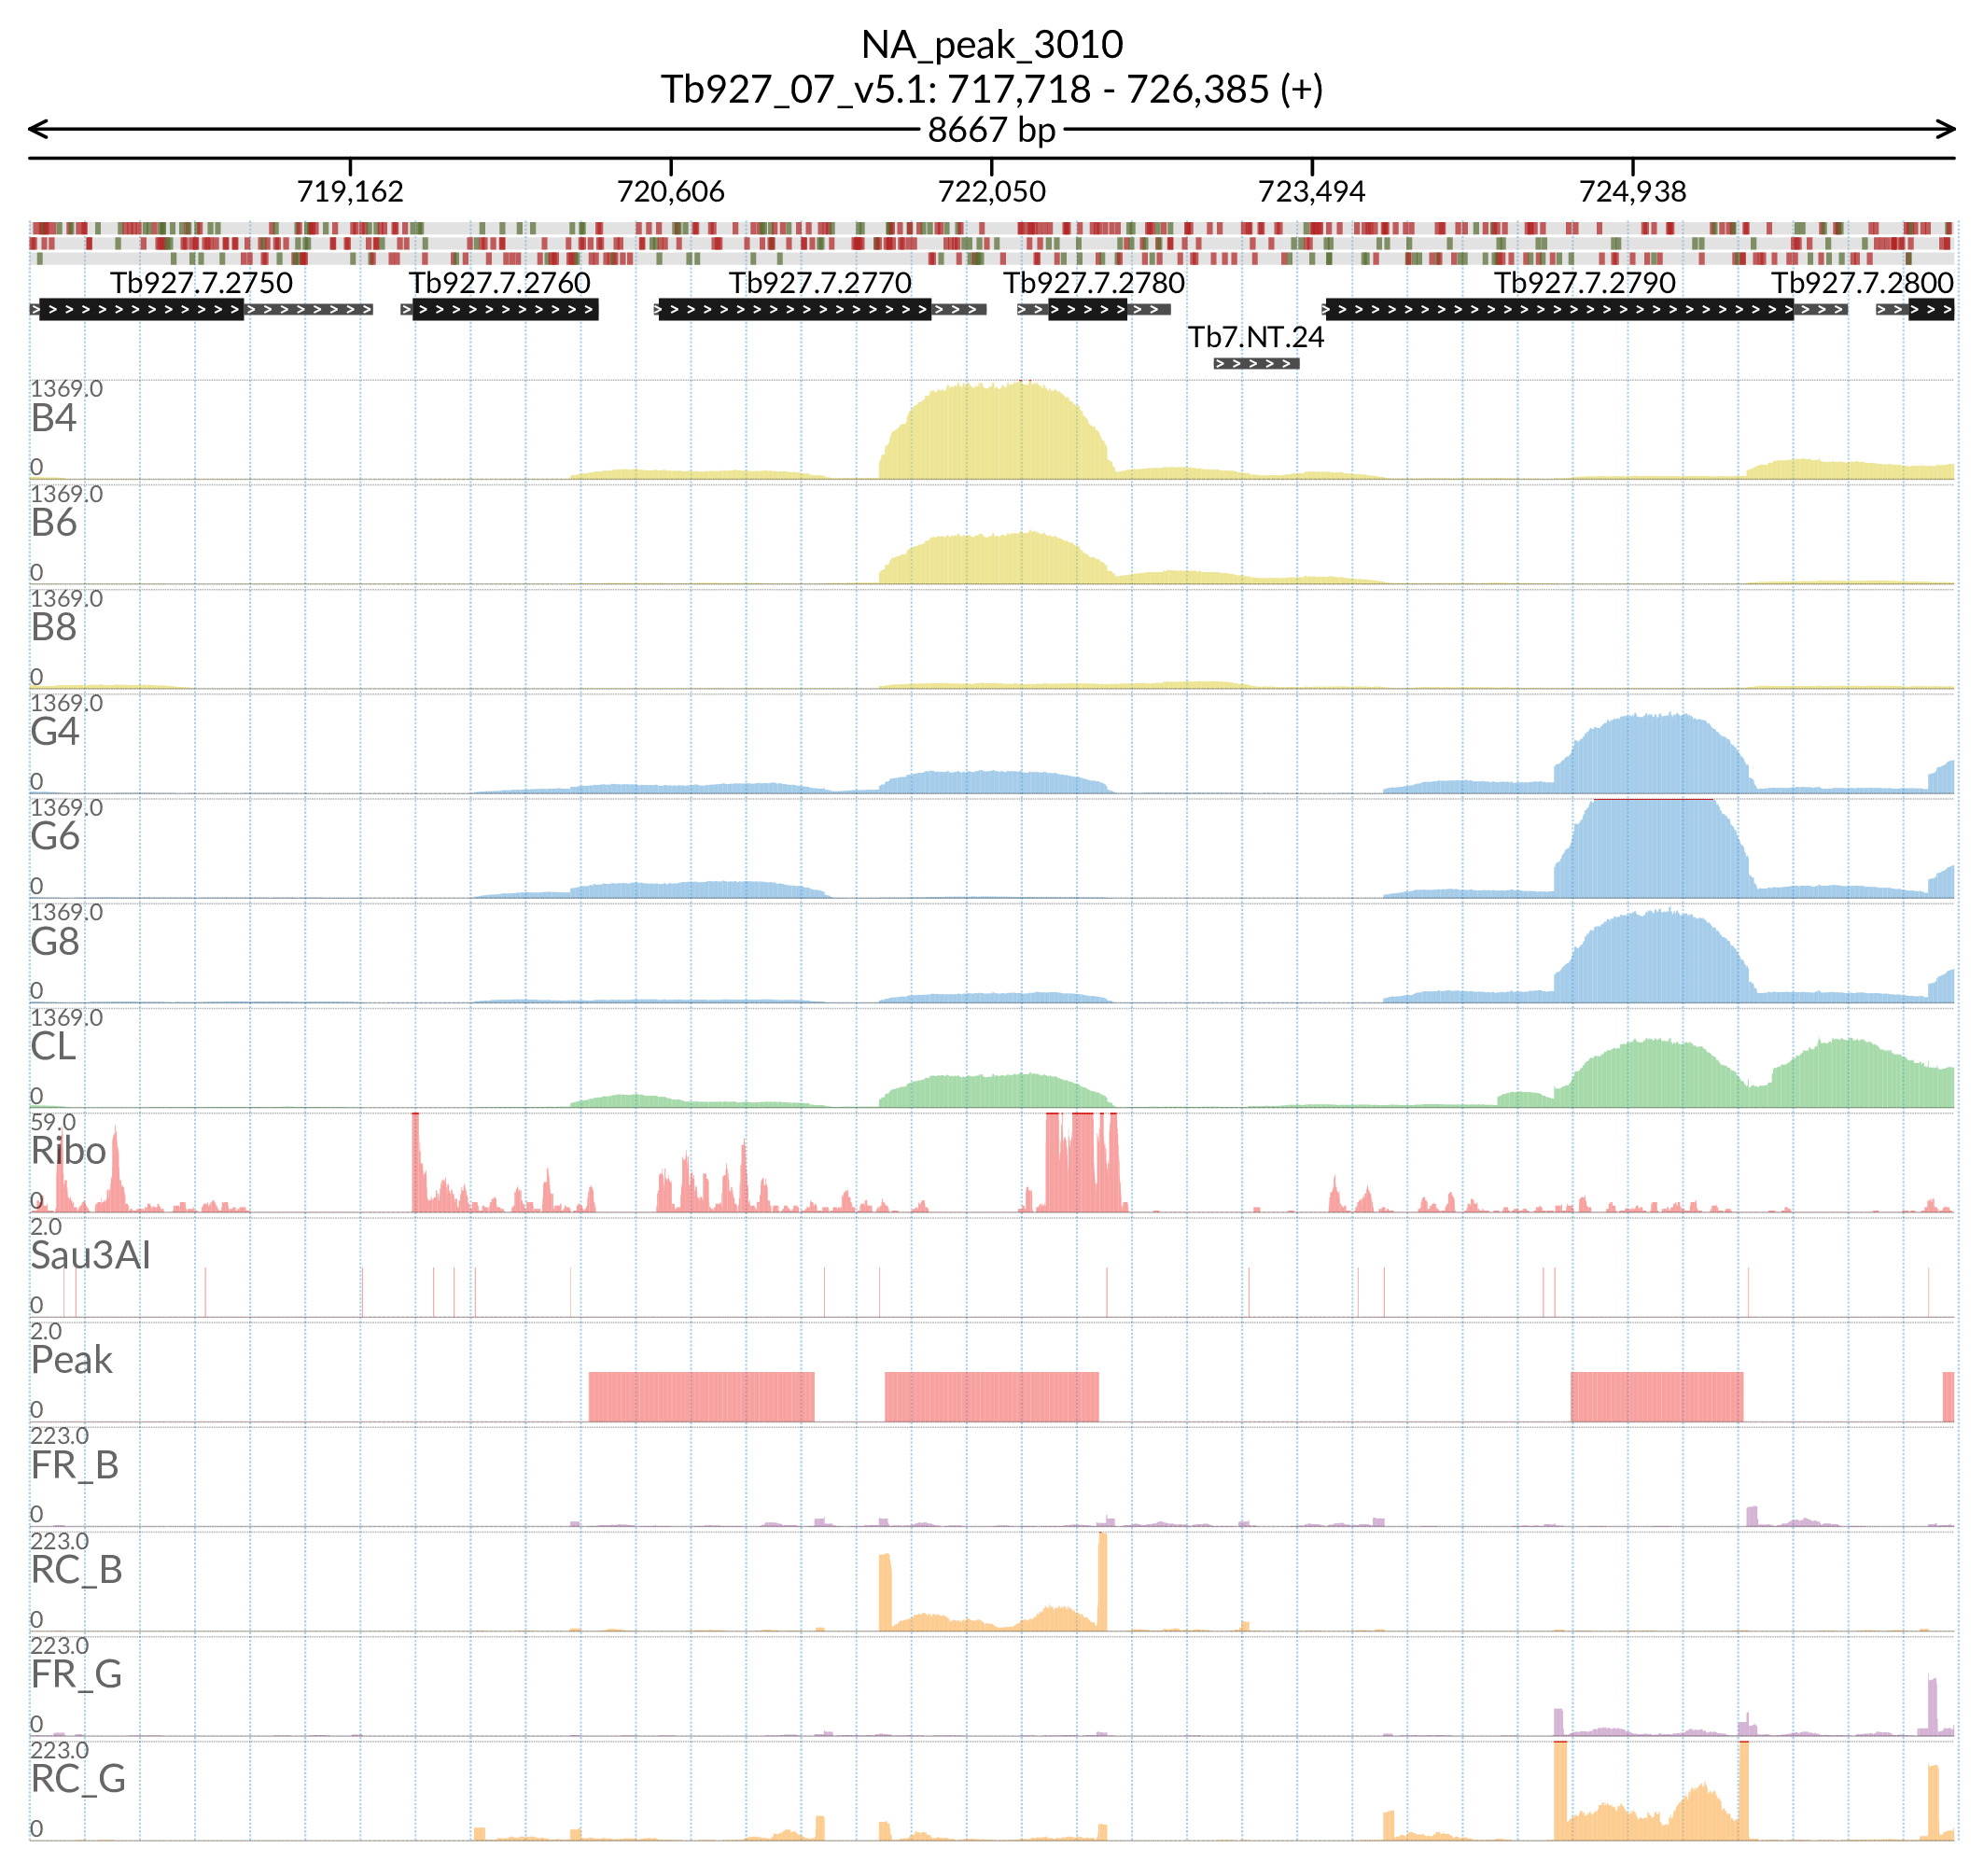 NA_peak_3010
Tb927_07_v5.1: 717,718 - 726,385 (+)
8667 bp
719,162 720,606 722,050 723,494 724,938
Tb927.7.2750 Tb927.7.2760 Tb927.7.2770 Tb927.7.2780 Tb927.7.2790 Tb927.7.2800
Tb7.NT.24
1369.0
B4
0
1369.0
B6
0
1369.0
B8
0
1369.0
G4
0
1369.0
G6
0
1369.0
G8
0
1369.0
CL
0
59.0
Ribo
0
2.0
Sau3AI
0
2.0
Peak
0
223.0
FR_B
0
223.0
RC_B
0
223.0
FR_G
0
223.0
RC_G
0